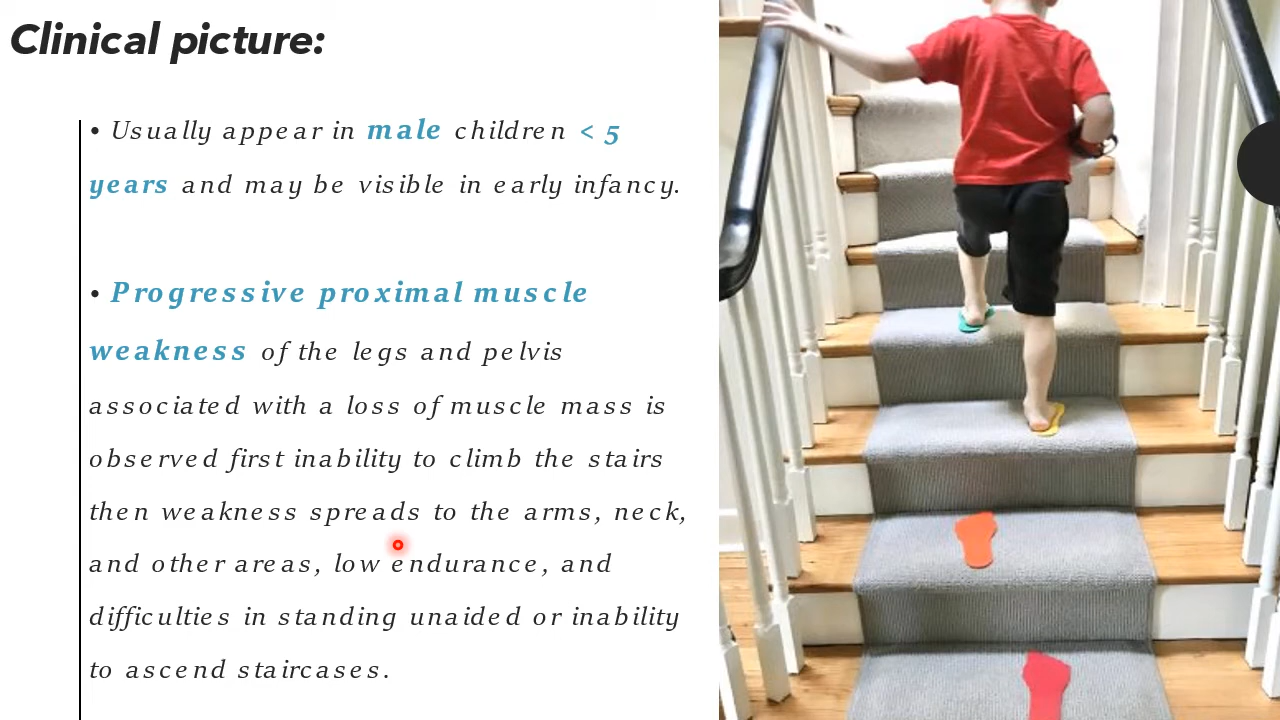 Clinical picture:
• Usually appear in male children < 5
years and may be visible in early infancy.
• Progressive proximal muscle
weakness of the legs and pelvis
associated with a loss of muscle mass is
observed first inability to climb the stairs
then weakness spreads to the arms, neck,
and other areas, low endurance, and
difficulties in standing unaided or inability
to ascend staircases.